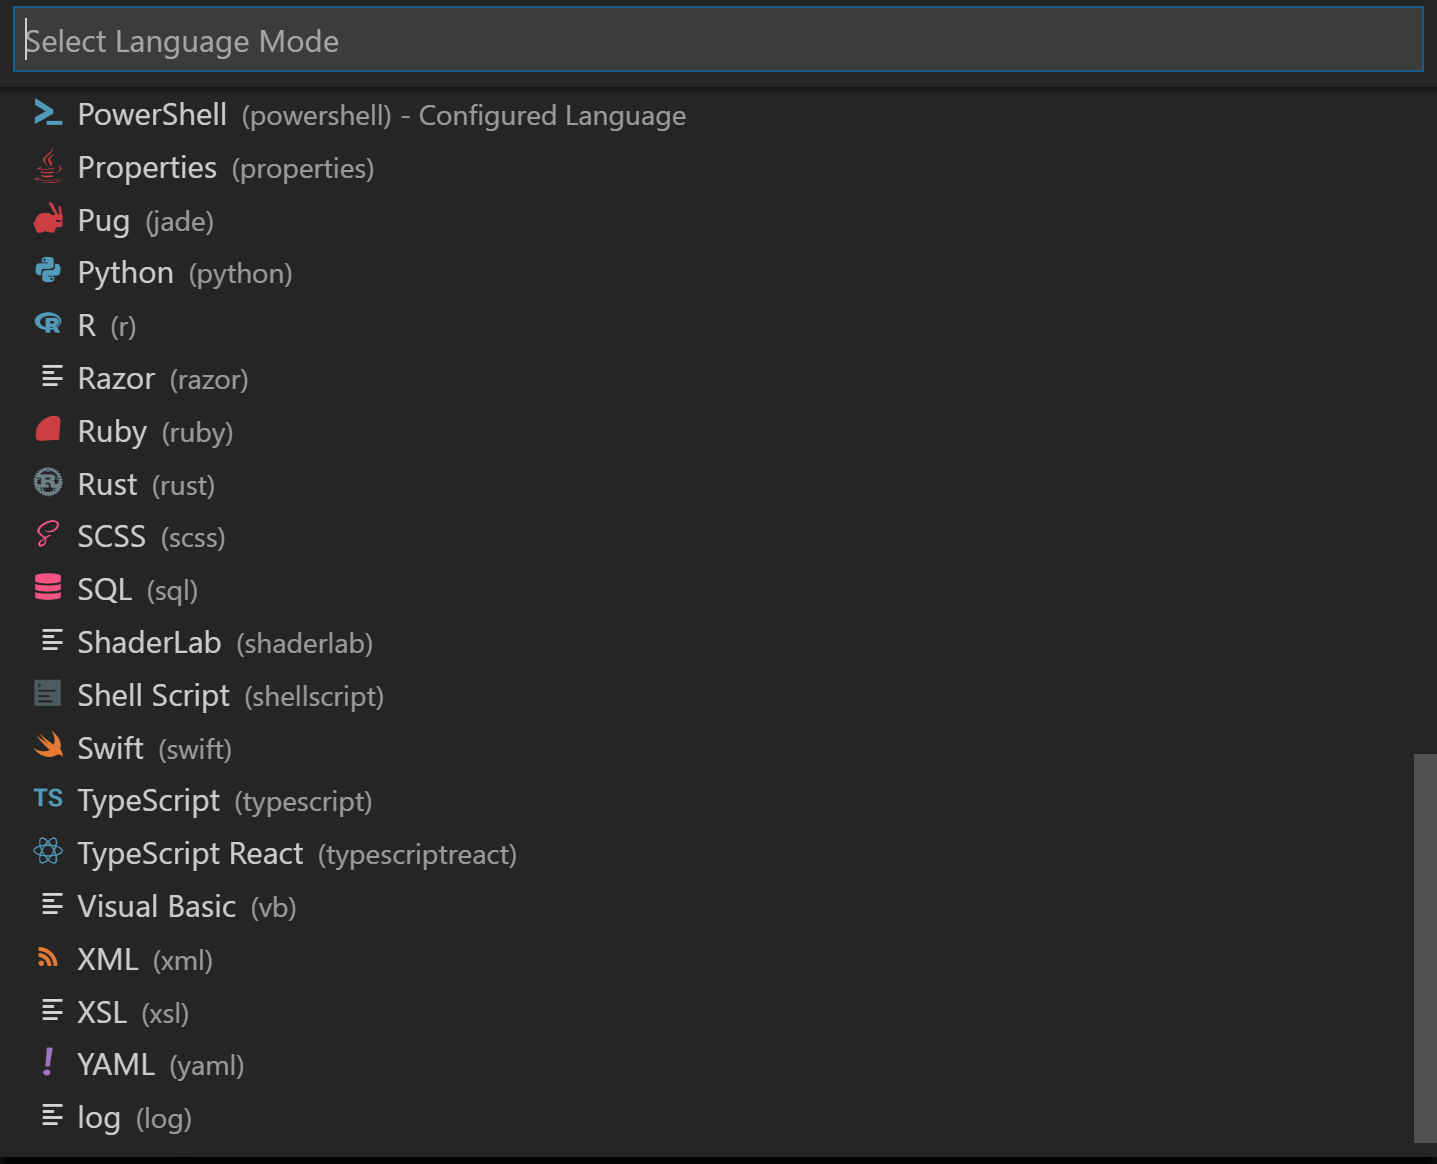 Select Language Mode
PowerShell (powershell) - Configured Language
Properties (properties)
Pug (jade)
Python (python)
R (r)
Razor (razor)
Ruby (ruby)
Rust (rust)
SCSS (scss)
SQL (sql)
ShaderLab (shaderlab)
Shell Script (shellscript)
Swift (swift)
TS TypeScript (typescript)
TypeScript React (typescriptreact)
Visual Basic (vb)
XML (xml)
XSL (xsl)
! YAML (yaml)
log (log)